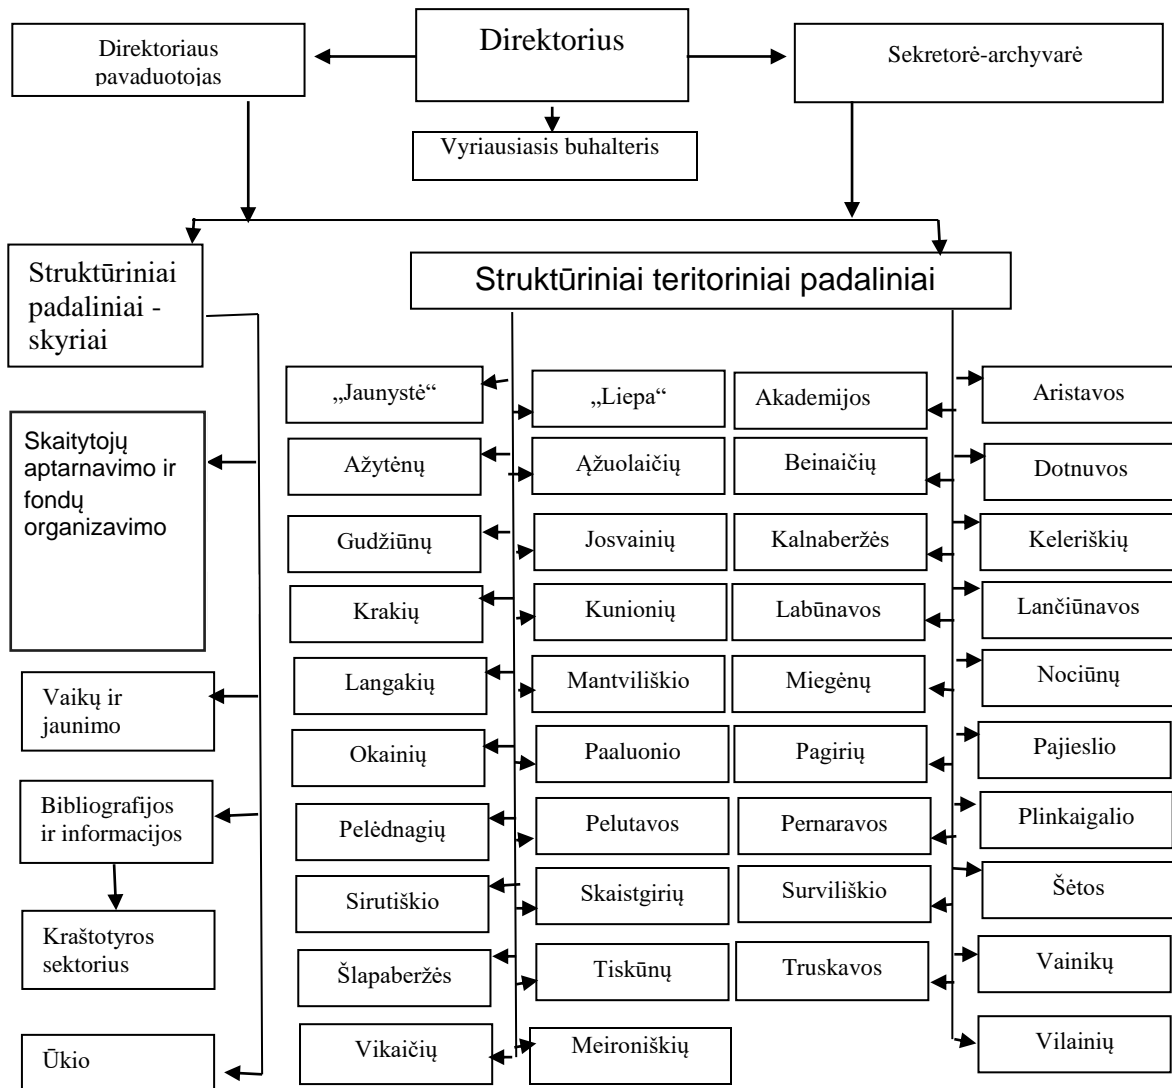 Direktorius
Direktoriaus
pavaduotojas
Sekretorė-archyvarė
Vyriausiasis buhalteris
Struktūriniai
padaliniai -
skyriai
Struktūriniai teritoriniai padaliniai
Skaitytojų
aptarnavimo ir
fondų
organizavimo
Vaikų ir
jaunimo
Bibliografijos
ir informacijos
Kraštotyros
sektorius
Ūkio
„Jaunystė“
„Liepa“
Akademijos
Aristavos
Ažytėnų
Ąžuolaičių
Beinaičių
Dotnuvos
Gudžiūnų
Josvainių
Kalnaberžės
Keleriškių
Krakių
Kunionių
Labūnavos
Lančiūnavos
Langakių
Mantviliškio
Miegėnų
Nociūnų
Okainių
Paaluonio
Pagirių
Pajieslio
Pelėdnagių
Pelutavos
Pernaravos
Plinkaigalio
Sirutiškio
Skaistgirių
Surviliškio
Šėtos
Šlapaberžės
Tiskūnų
Truskavos
Vainikų
Vikaičių
Meironiškių
Vilainių